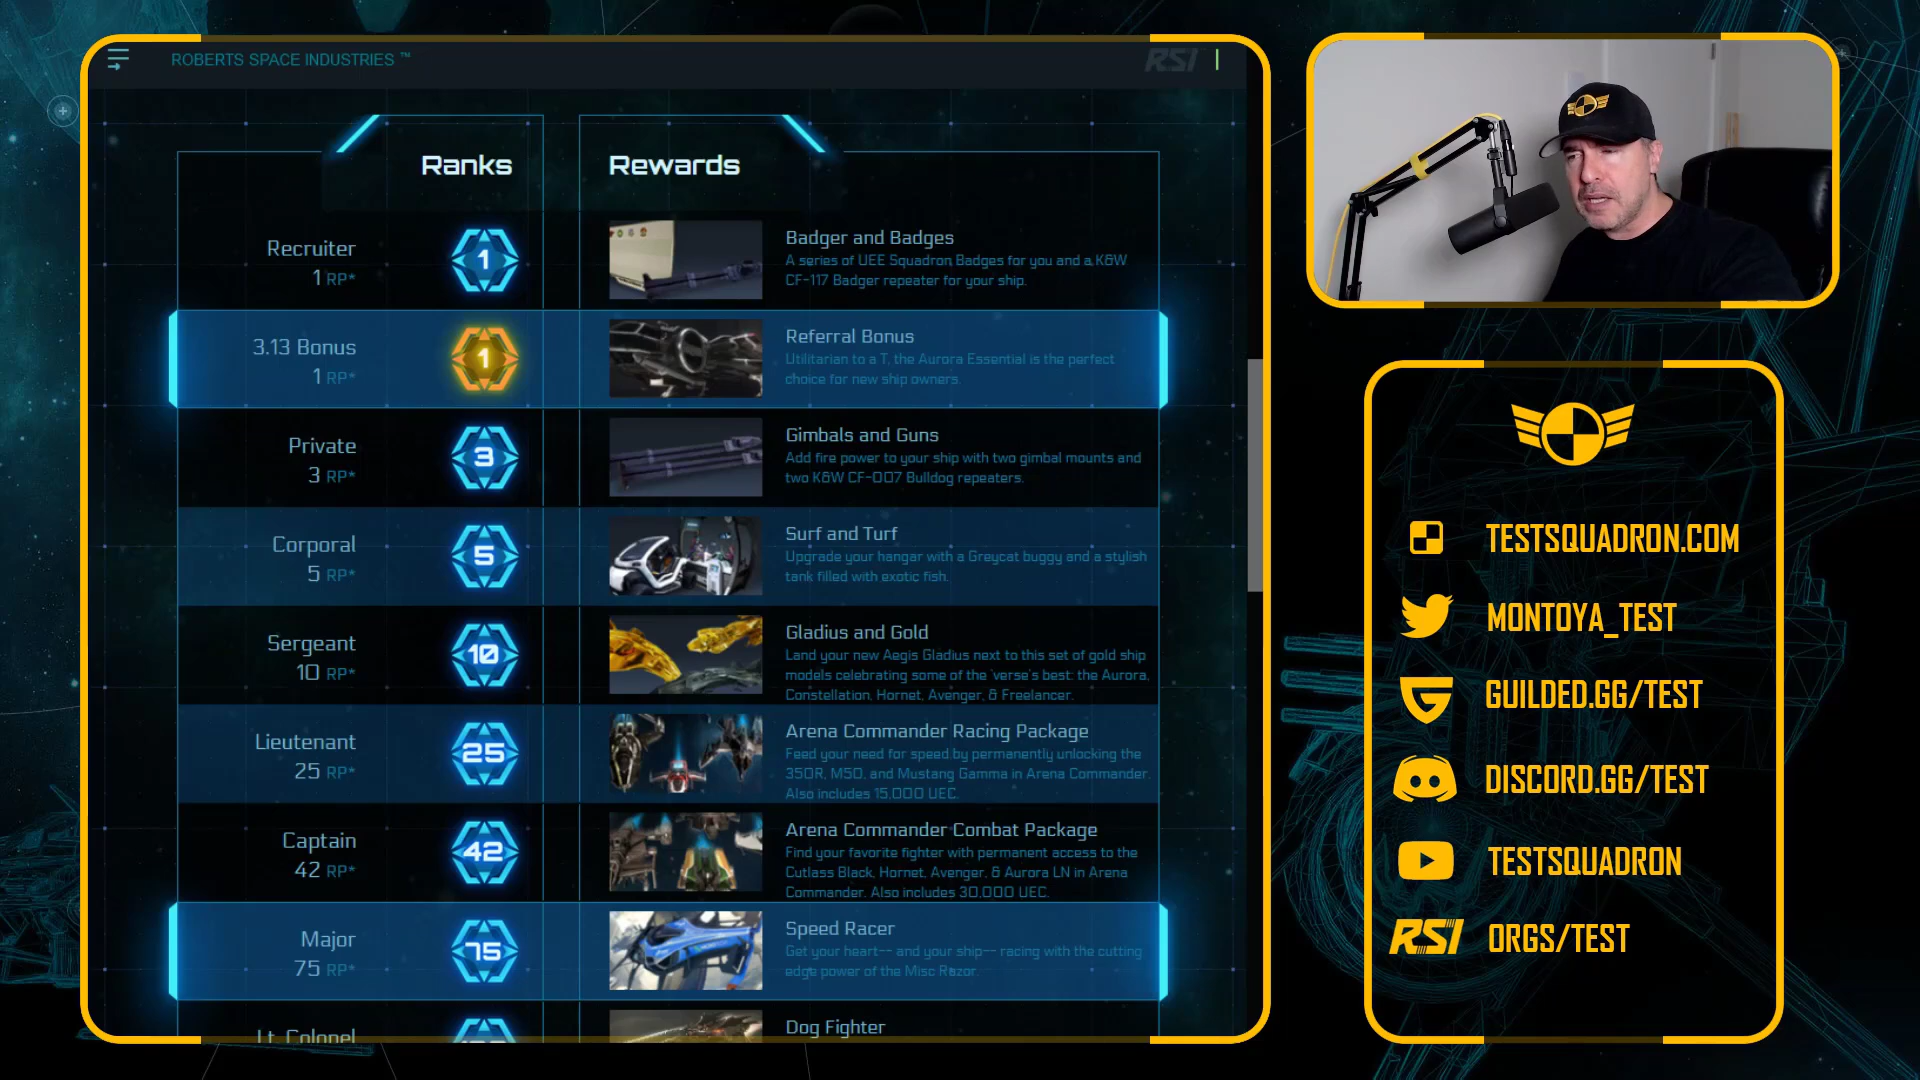 ROBERTS SPACE INDUSTRIES ™
RSI
Ranks
Rewards
Recruiter
1 RP*
1
Badger and Badges
A series of UEE Squadron Badges for you and a K&W
CF-117 Badger repeater for your ship.
3.13 Bonus
1 RP*
1
Referral Bonus
Utilitarian to a T, the Aurora Essential is the perfect
choice for new ship owners.
Private
3 RP*
3
Gimbals and Guns
Add fire power to your ship with two gimbal mounts and
two K&W CF-007 Bulldog repeaters.
Corporal
5 RP*
5
Surf and Turf
Upgrade your hangar with a Greycat buggy and a stylish
tank filled with exotic fish.
Sergeant
10 RP*
10
Gladius and Gold
Land your new Aegis Gladius next to this set of gold ship
models celebrating some of the 'verse's best: the Aurora,
Constellation, Hornet, Avenger, & Freelancer.
Lieutenant
25 RP*
25
Arena Commander Racing Package
Feed your need for speed by permanently unlocking the
350R, M50, and Mustang Gamma in Arena Commander.
Also includes 15,000 UEC.
Captain
42 RP*
42
Arena Commander Combat Package
Find your favorite fighter with permanent access to the
Cutlass Black, Hornet, Avenger, & Aurora LN in Arena
Commander. Also includes 30,000 UEC.
Major
75 RP*
75
Speed Racer
Get your heart-- and your ship-- racing with the cutting
edge power of the Misc Razor.
Lt. Colonel
Dog Fighter
TESTSQUADRON.COM
MONTOYA_TEST
GUILDED.GG/TEST
DISCORD.GG/TEST
TESTSQUADRON
RSI ORGS/TEST